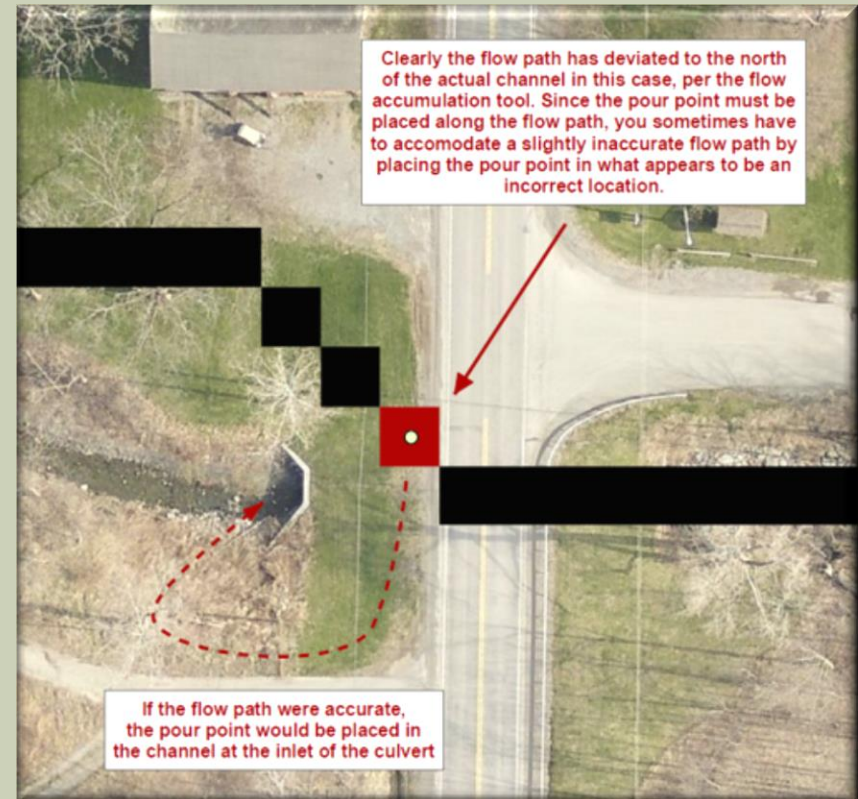 Clearly the flow path has deviated to the north
of the actual channel in this case, per the flow
accumulation tool. Since the pour point must be
placed along the flow path, you sometimes have
to accomodate a slightly inaccurate flow path by
placing the pour point in what appears to be an
incorrect location.
If the flow path were accurate,
the pour point would be placed in
the channel at the inlet of the culvert